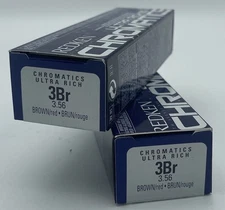 REDKEN
CHROMATICS
CHROMATICS
ULTRA RICH
3Br
3.56
BROWN/red • BRUN/rouge
REDKEN
CHROMATICS
ULTRA RICH
3Br
3.56
BROWN/red • BRUN/rouge